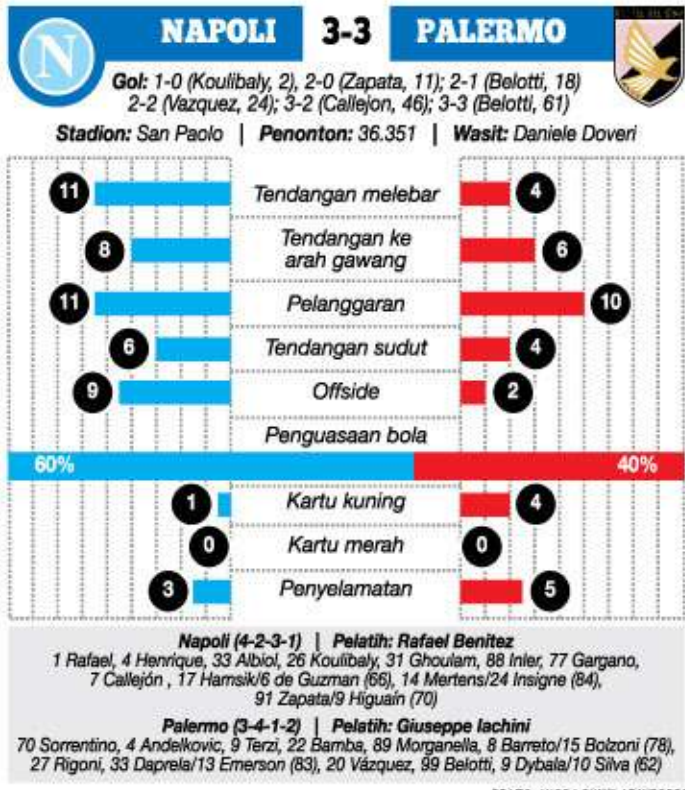 NAPOLI 3-3 PALERMO
N
Gol: 1-0 (Koulibaly, 2), 2-0 (Zapata, 11); 2-1 (Belotti, 18)
2-2 (Vazquez, 24); 3-2 (Callejon, 46); 3-3 (Belotti, 61)
Stadion: San Paolo | Penonton: 36.351 | Wasit: Daniele Doveri
11 Tendangan melebar 4
8 Tendangan ke arah gawang 6
11 Pelanggaran 10
6 Tendangan sudut 4
9 Offside 2
Penguasaan bola
60% 40%
1 Kartu kuning 4
0 Kartu merah 0
3 Penyelamatan 5
Napoli (4-2-3-1) | Pelatih: Rafael Benitez
1 Rafael, 4 Henrique, 33 Albiol, 26 Koulibaly, 31 Ghoulam, 88 Inler, 77 Gargano,
7 Callejón , 17 Hamsik/6 de Guzman (66), 14 Mertens/24 Insigne (84),
91 Zapata/9 Higuaín (70)
Palermo (3-4-1-2) | Pelatih: Giuseppe Iachini
70 Sorrentino, 4 Andelkovic, 9 Terzi, 22 Bamba, 89 Morganella, 8 Barreto/15 Bolzoni (78),
27 Rigoni, 33 Daprela/13 Emerson (83), 20 Vázquez, 99 Belotti, 9 Dybala/10 Silva (62)